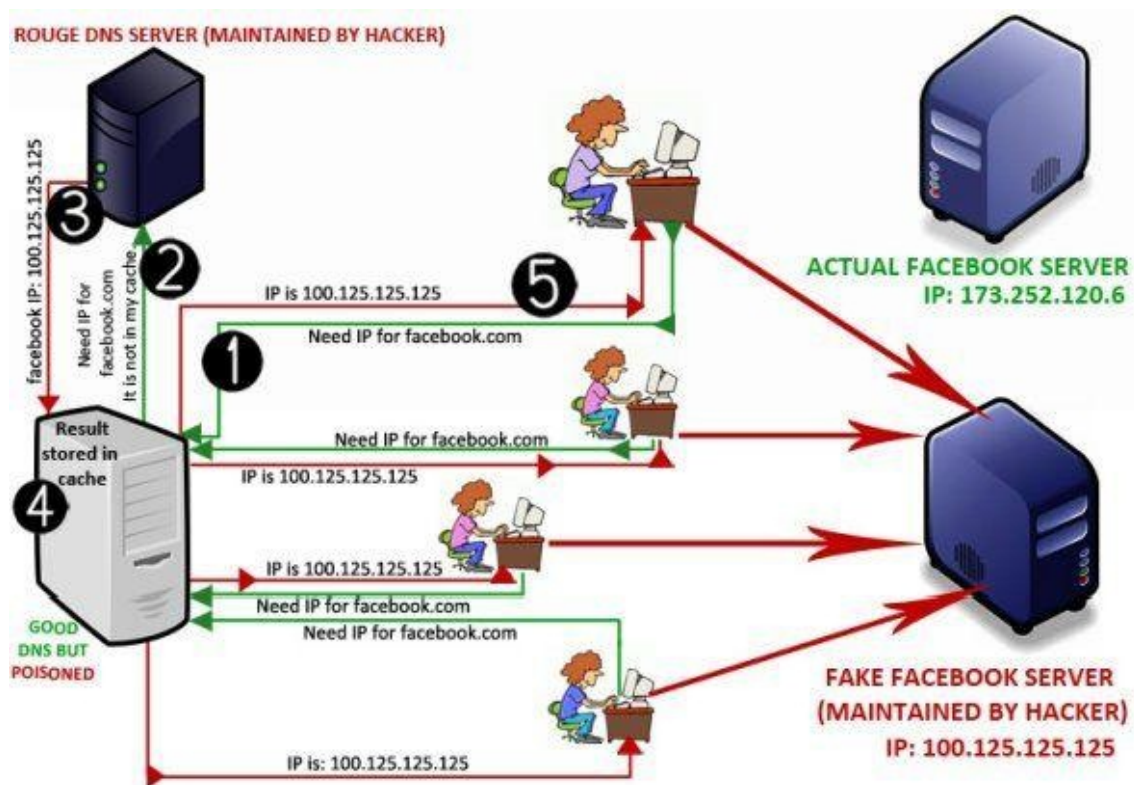 ROUGE DNS SERVER (MAINTAINED BY HACKER)
facebook IP: 100.125.125.125
3
Need IP for
facebook.com
It is not in my cache
2
IP is 100.125.125.125
5
Need IP for facebook.com
1
ACTUAL FACEBOOK SERVER
IP: 173.252.120.6
Result
stored in
cache
4
Need IP for facebook.com
IP is 100.125.125.125
IP is 100.125.125.125
Need IP for facebook.com
Need IP for facebook.com
GOOD
DNS BUT
POISONED
IP is: 100.125.125.125
FAKE FACEBOOK SERVER
(MAINTAINED BY HACKER)
IP: 100.125.125.125